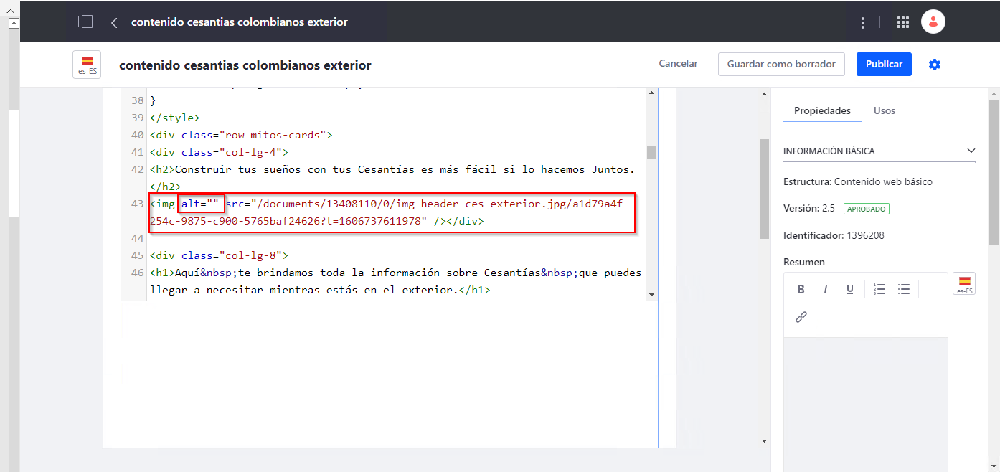 contenido cesantias colombianos exterior
es-ES
contenido cesantias colombianos exterior
Cancelar
Guardar como borrador
Publicar
38 }
39 </style>
40 <div class="row mitos-cards">
41 <div class="col-lg-4">
42 <h2>Construir tus sueños con tus Cesantías es más fácil si lo hacemos Juntos.
</h2>
43 <img alt="" src="/documents/13408110/0/img-header-ces-exterior.jpg/a1d79a4f-
254c-9875-c900-5765baf24626?t=1606737611978" /></div>
44
45 <div class="col-lg-8">
46 <h1>Aquí&nbsp;te brindamos toda la información sobre Cesantías&nbsp;que puedes
llegar a necesitar mientras estás en el exterior.</h1>
Propiedades Usos
INFORMACIÓN BÁSICA
Estructura: Contenido web básico
Versión: 2.5 APROBADO
Identificador: 1396208
Resumen
B I U
es-ES